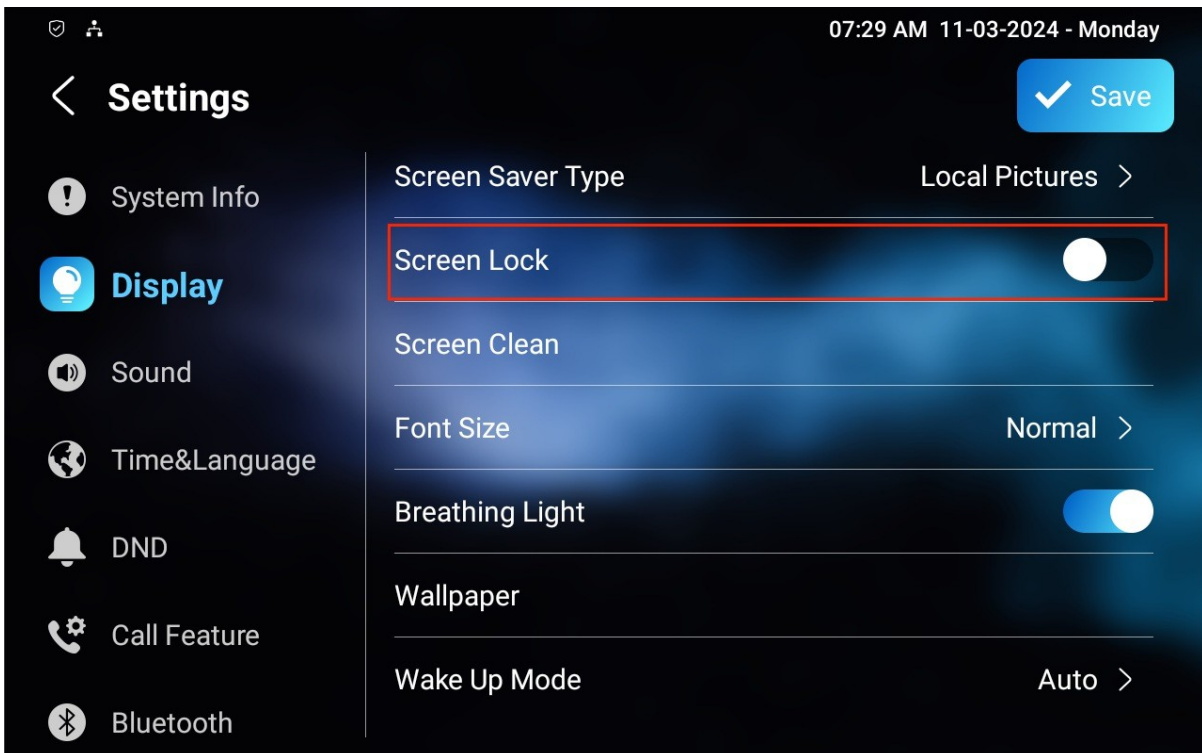 07:29 AM 11-03-2024 - Monday
Settings
Save
System Info
Display
Sound
Time&Language
DND
Call Feature
Bluetooth
Screen Saver Type
Local Pictures
Screen Lock
Screen Clean
Font Size
Normal
Breathing Light
Wallpaper
Wake Up Mode
Auto